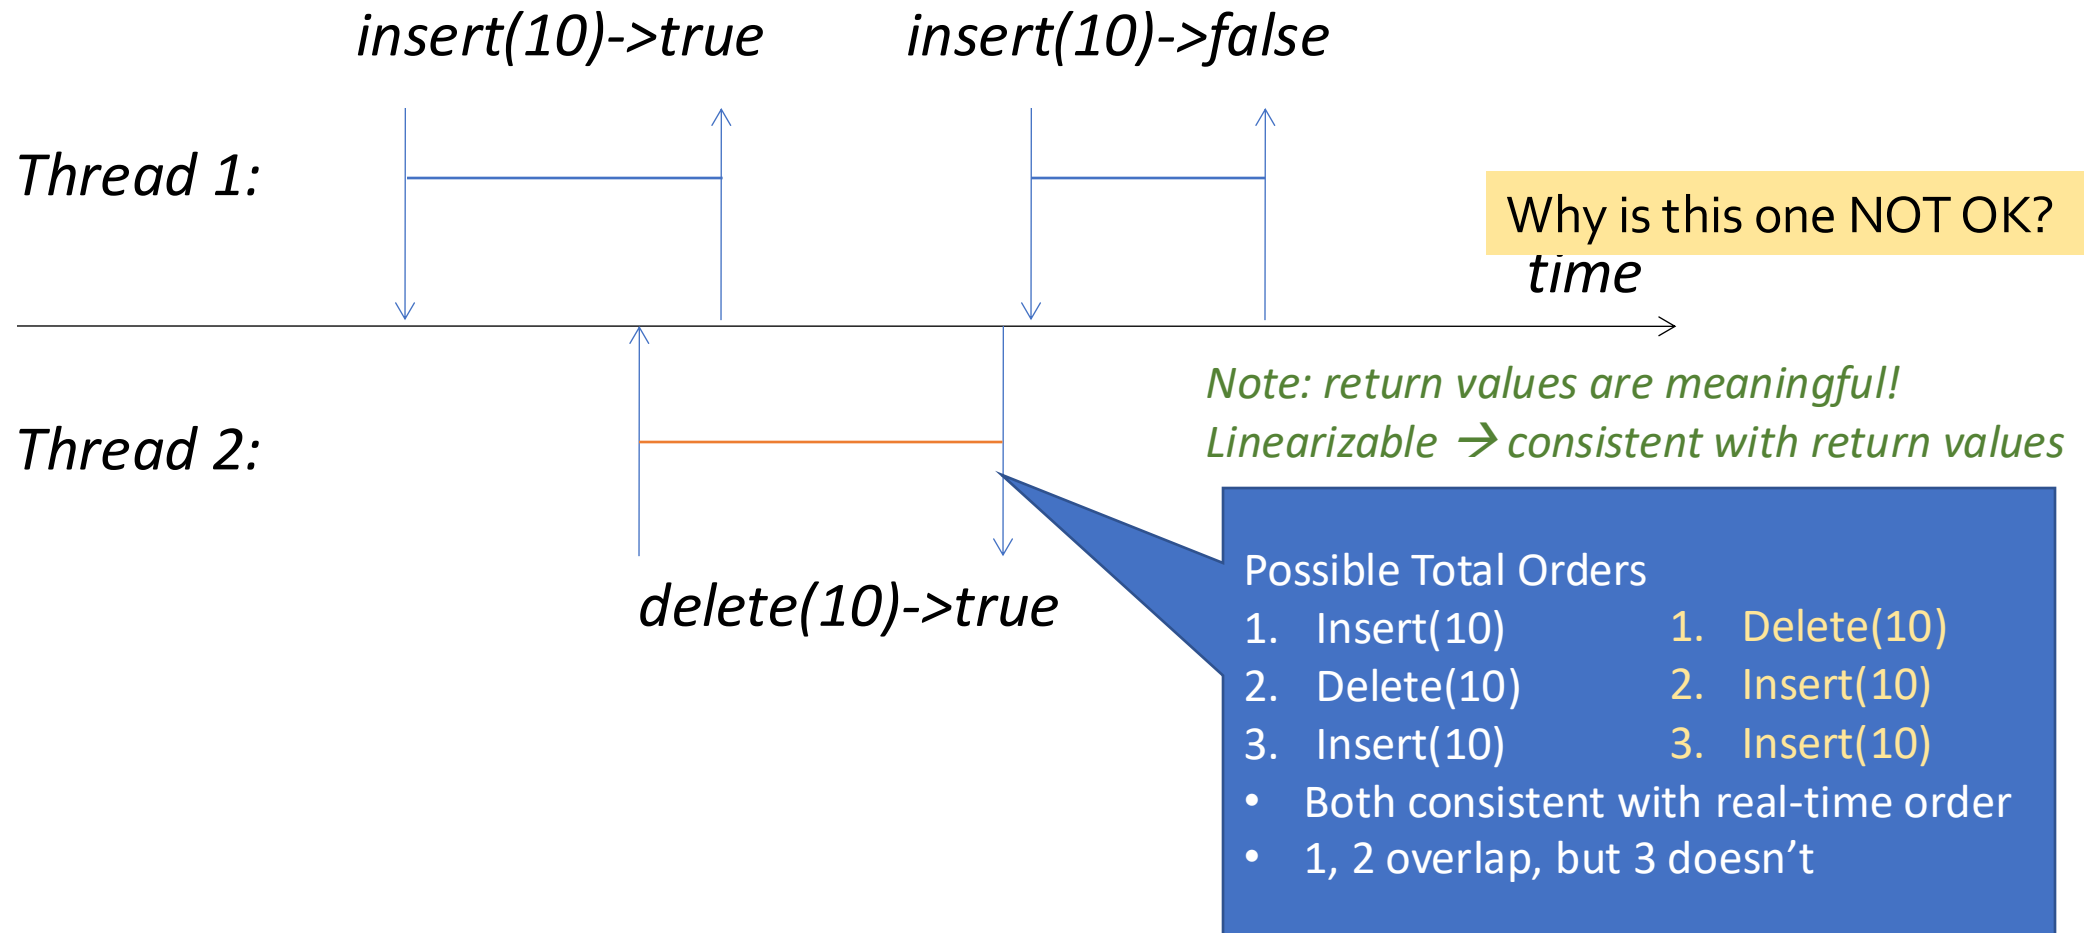 insert(10)->true insert(10)->false
Thread 1:
Why is this one NOT OK?
time
Note: return values are meaningful!
Linearizable → consistent with return values
Thread 2:
delete(10)->true
Possible Total Orders
1. Insert(10) 1. Delete(10)
2. Delete(10) 2. Insert(10)
3. Insert(10) 3. Insert(10)
• Both consistent with real-time order
• 1, 2 overlap, but 3 doesn’t